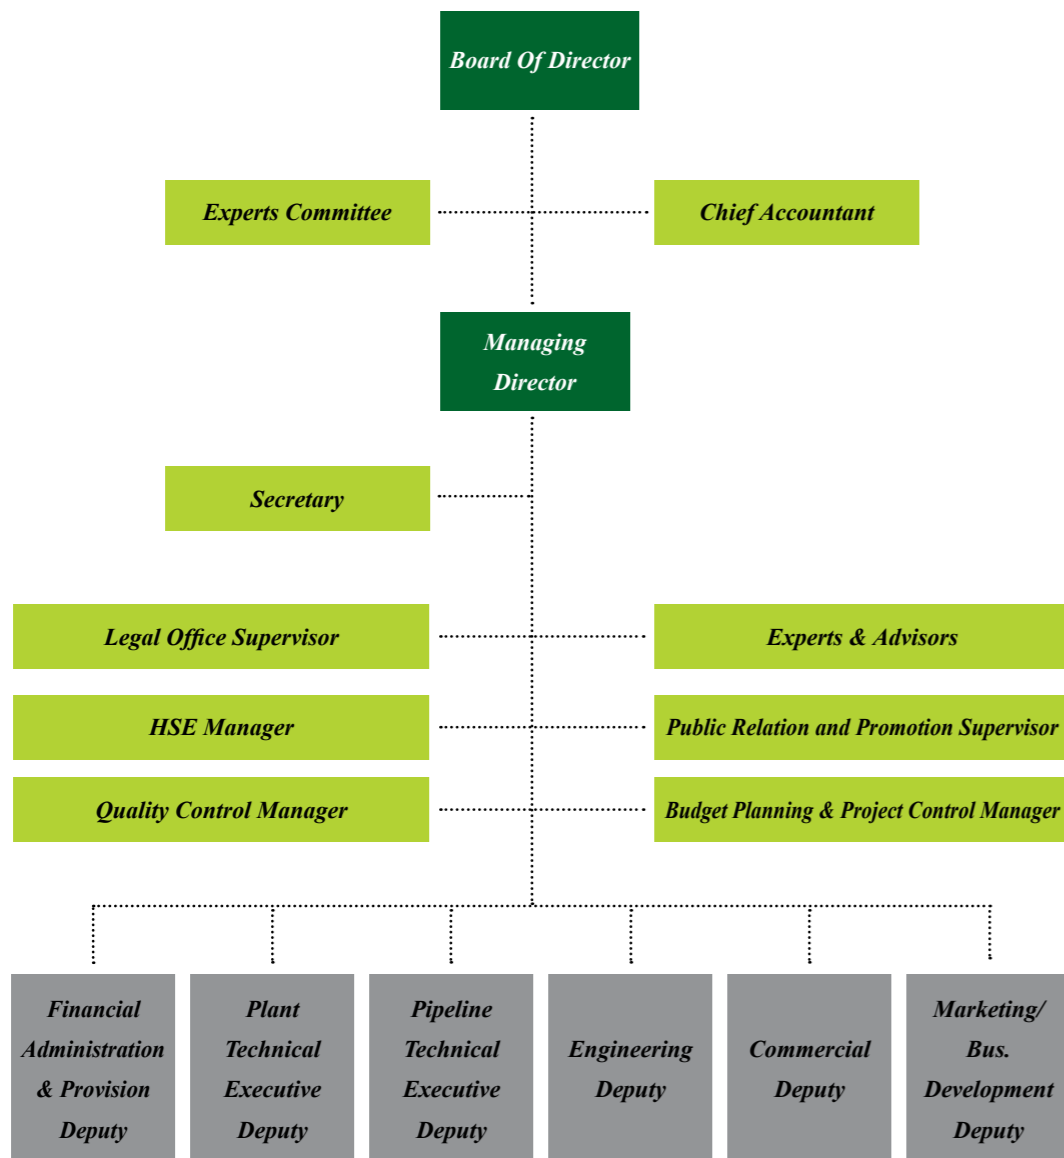 Board Of Director
Experts Committee
Chief Accountant
Managing
Director
Secretary
Legal Office Supervisor
Experts & Advisors
HSE Manager
Public Relation and Promotion Supervisor
Quality Control Manager
Budget Planning & Project Control Manager
Financial
Administration
& Provision
Deputy
Plant
Technical
Executive
Deputy
Pipeline
Technical
Executive
Deputy
Engineering
Deputy
Commercial
Deputy
Marketing/
Bus.
Development
Deputy